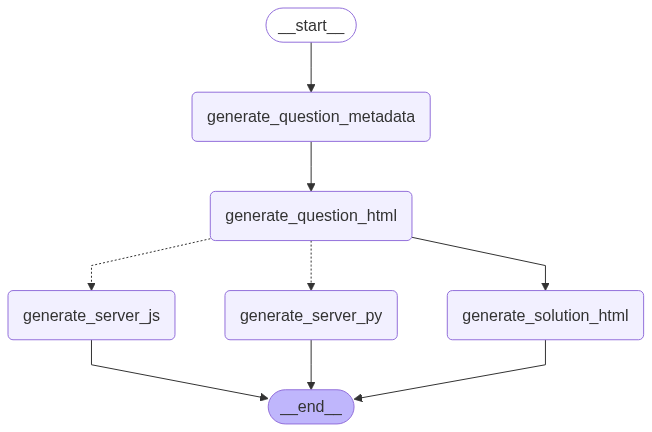 __start__
generate_question_metadata
generate_question_html
generate_server_js
generate_server_py
generate_solution_html
__end__